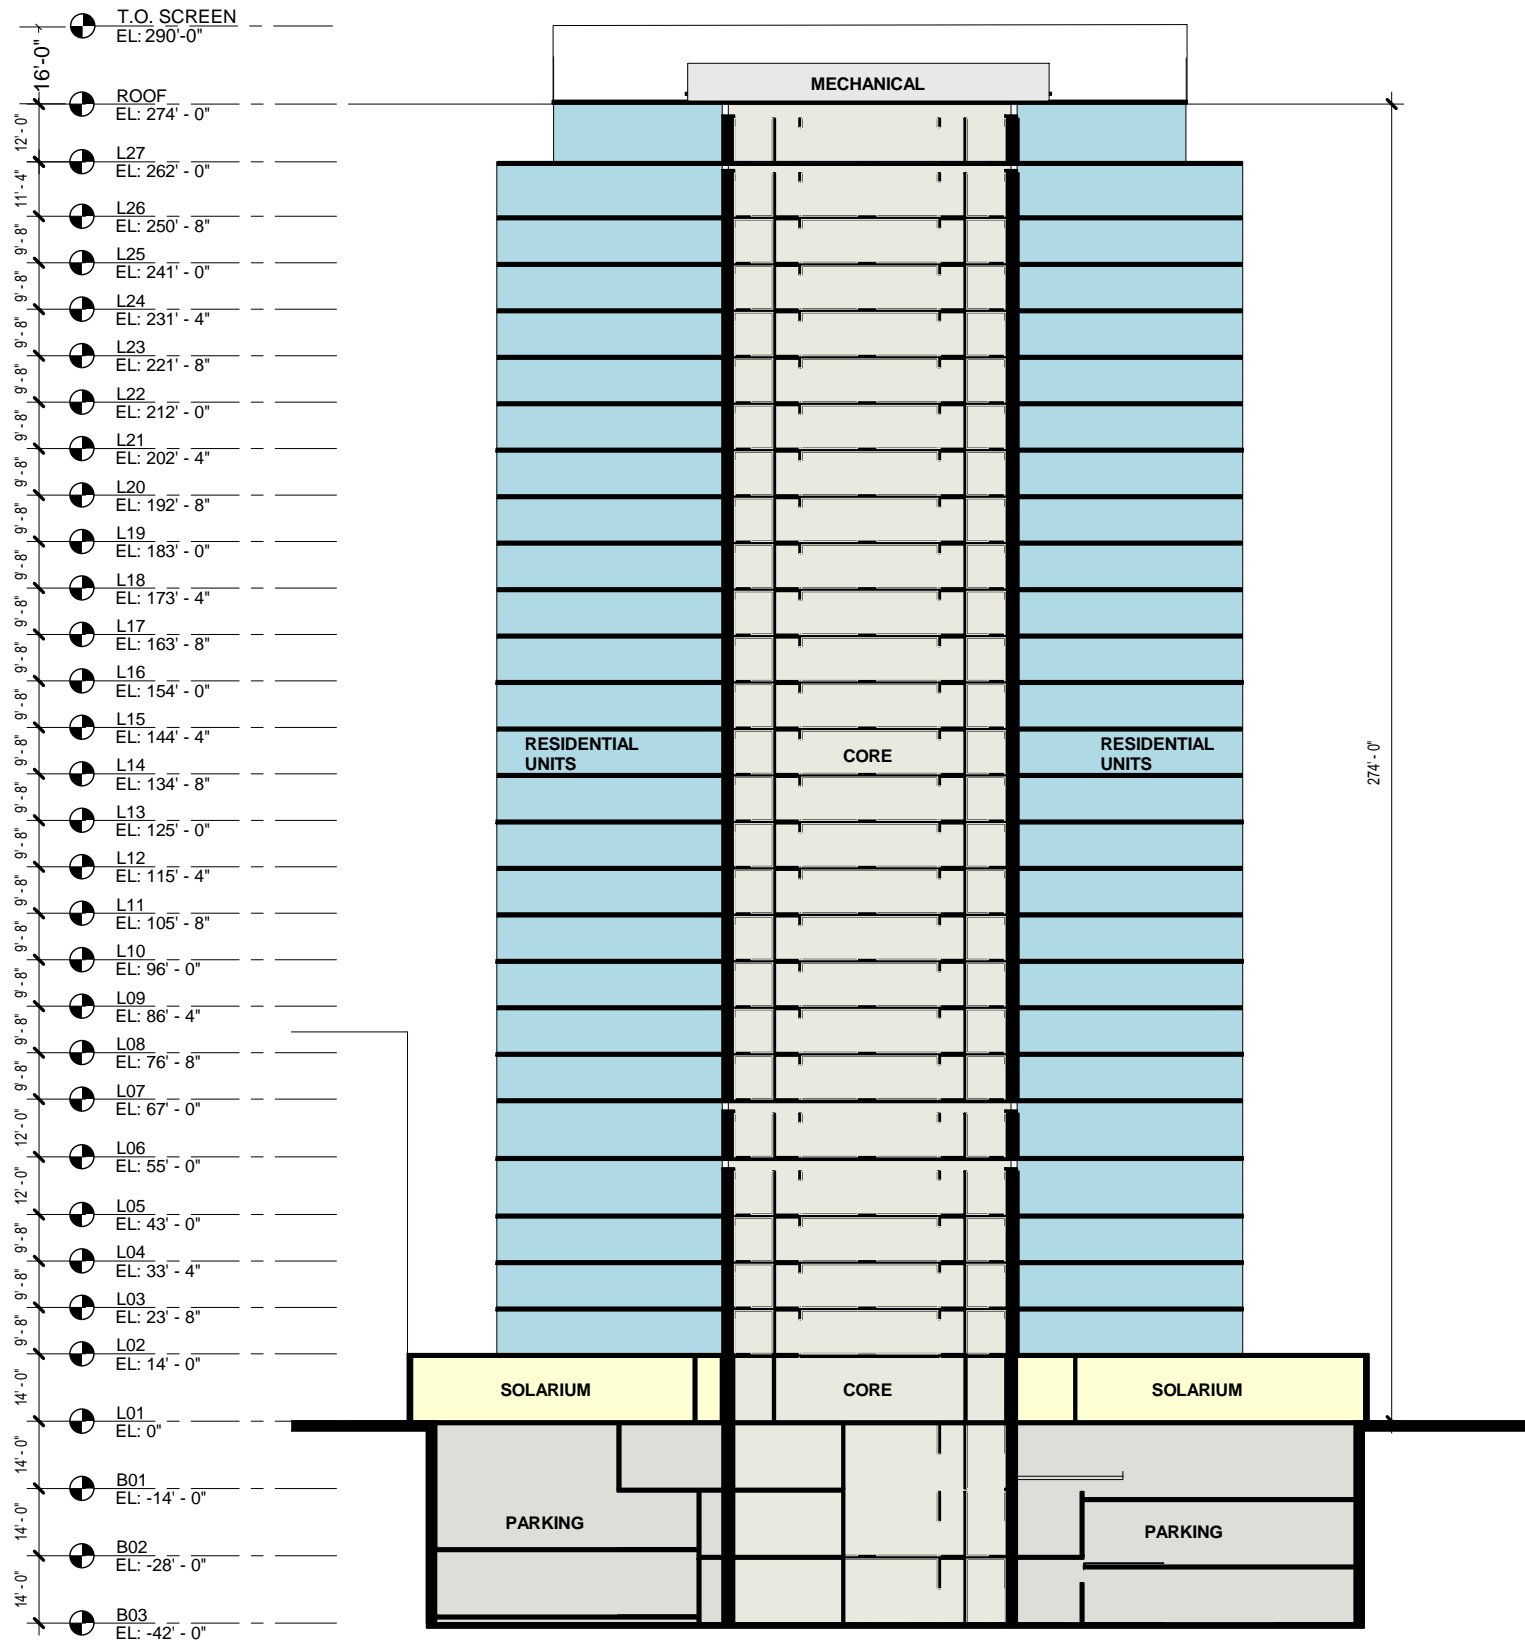 T.O. SCREEN
EL: 290'-0"
16'-0"
MECHANICAL
ROOF
EL: 274' - 0"
12' - 0"
L27
EL: 262' - 0"
11' - 4"
L26
EL: 250' - 8"
9' - 8"
L25
EL: 241' - 0"
9' - 8"
L24
EL: 231' - 4"
9' - 8"
L23
EL: 221' - 8"
9' - 8"
L22
EL: 212' - 0"
9' - 8"
L21
EL: 202' - 4"
9' - 8"
L20
EL: 192' - 8"
9' - 8"
L19
EL: 183' - 0"
9' - 8"
L18
EL: 173' - 4"
9' - 8"
L17
EL: 163' - 8"
9' - 8"
L16
EL: 154' - 0"
9' - 8"
L15
EL: 144' - 4"
9' - 8"
RESIDENTIAL
UNITS
CORE
RESIDENTIAL
UNITS
274' - 0"
L14
EL: 134' - 8"
9' - 8"
L13
EL: 125' - 0"
9' - 8"
L12
EL: 115' - 4"
9' - 8"
L11
EL: 105' - 8"
9' - 8"
L10
EL: 96' - 0"
9' - 8"
L09
EL: 86' - 4"
9' - 8"
L08
EL: 76' - 8"
9' - 8"
L07
EL: 67' - 0"
12' - 0"
L06
EL: 55' - 0"
12' - 0"
L05
EL: 43' - 0"
9' - 8"
L04
EL: 33' - 4"
9' - 8"
L03
EL: 23' - 8"
9' - 8"
L02
EL: 14' - 0"
14' - 0"
SOLARIUM
CORE
SOLARIUM
L01
EL: 0"
14' - 0"
B01
EL: -14' - 0"
14' - 0"
PARKING
PARKING
B02
EL: -28' - 0"
14' - 0"
B03
EL: -42' - 0"